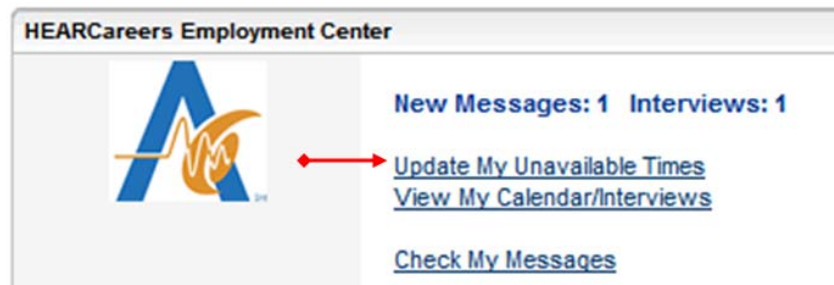 HEARCareers Employment Center
New Messages: 1 Interviews: 1
Update My Unavailable Times
View My Calendar/Interviews
Check My Messages